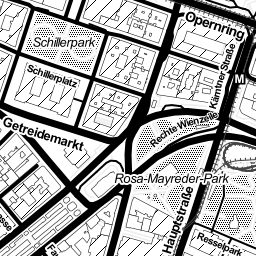 Opernring
Schillerpark
Kärntner Straße
Schillerplatz
M
Rechte Wienzeile
Getreidemarkt
Rosa-Mayreder-Park
Hauptstraße
Resselpark